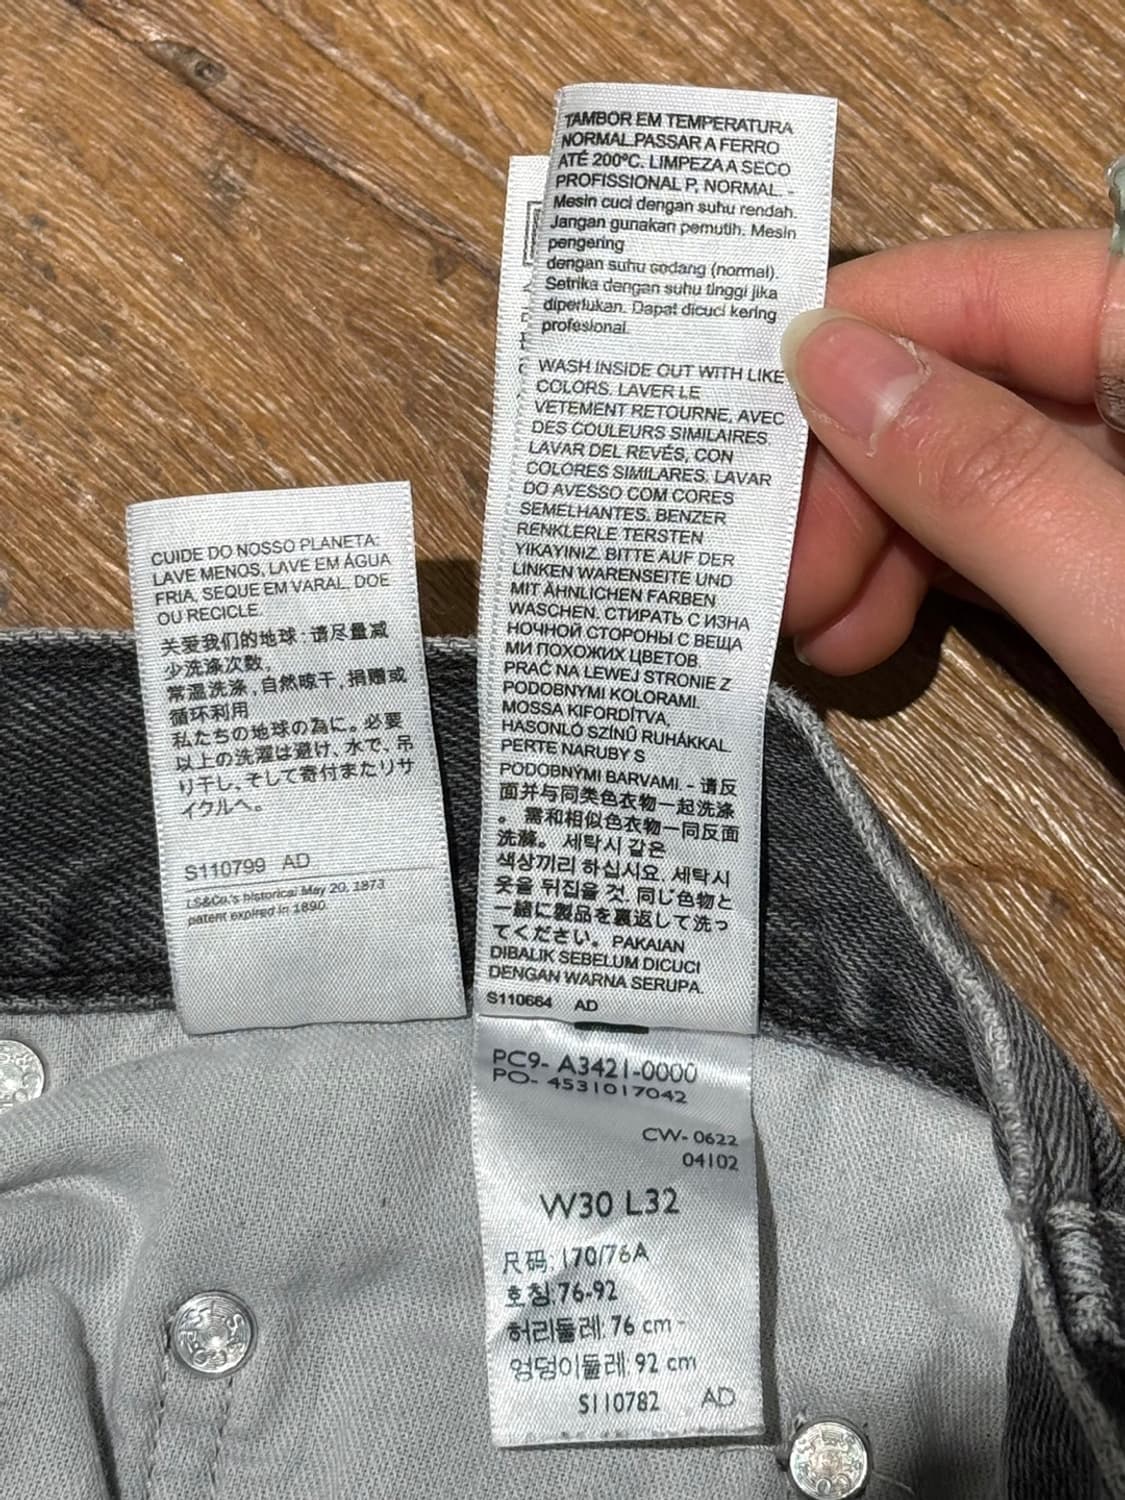 TAMBOR EM TEMPERATURA
NORMAL.PASSAR A FERRO
ATÉ 200ºC. LIMPEZA A SECO
PROFISSIONAL P, NORMAL. -
Mesin cuci dengan suhu rendah.
Jangan gunakan pemutih. Mesin
pengering
dengan suhu sedang (normal).
Setrika dengan suhu tinggi jika
diperlukan. Dapat dicuci kering
profesional.
WASH INSIDE OUT WITH LIKE
COLORS. LAVER LE
VETEMENT RETOURNE, AVEC
DES COULEURS SIMILAIRES.
LAVAR DEL REVÉS, CON
COLORES SIMILARES. LAVAR
DO AVESSO COM CORES
SEMELHANTES. BENZER
RENKLERLE TERSTEN
YIKAYINIZ. BITTE AUF DER
LINKEN WARENSEITE UND
MIT ÄHNLICHEN FARBEN
WASCHEN. СТИРАТЬ С ИЗНА
НОЧНОЙ СТОРОНЫ С ВЕЩА
МИ ПОХОЖИХ ЦВЕТОВ.
PRAĆ NA LEWEJ STRONIE Z
PODOBNYMI KOLORAMI.
MOSSA KIFORDÍTVA,
HASONLÓ SZÍNŰ RUHÁKKAL.
PERTE NARUBY S
PODOBNÝMI BARVAMI. - 请反
面并与同类色衣物一起洗涤
。 需和相似色衣物一同反面
洗滌。 세탁시 같은
색상끼리 하십시요. 세탁시
옷을 뒤집을 것. 同じ色物と
一緒に製品を裏返して洗っ
てください。 PAKAIAN
DIBALIK SEBELUM DICUCI
DENGAN WARNA SERUPA.
S110664 AD
CUIDE DO NOSSO PLANETA:
LAVE MENOS, LAVE EM ÁGUA
FRIA, SEQUE EM VARAL, DOE
OU RECICLE.
关爱我们的地球:请尽量减
少洗涤次数,
常温洗涤,自然晾干,捐赠或
循环利用
私たちの地球の為に。必要
以上の洗濯は避け、水で、吊
り干し、そして寄付またリサ
イクルへ。
S110799 AD
LS&Co.'s historical May 20, 1873
patent expired in 1890.
PC9- A3421-0000
PO- 4531017042
CW- 0622
04102
W30 L32
尺码: 170/76A
호칭:76-92
허리둘레: 76 cm -
엉덩이둘레: 92 cm
S110782 AD